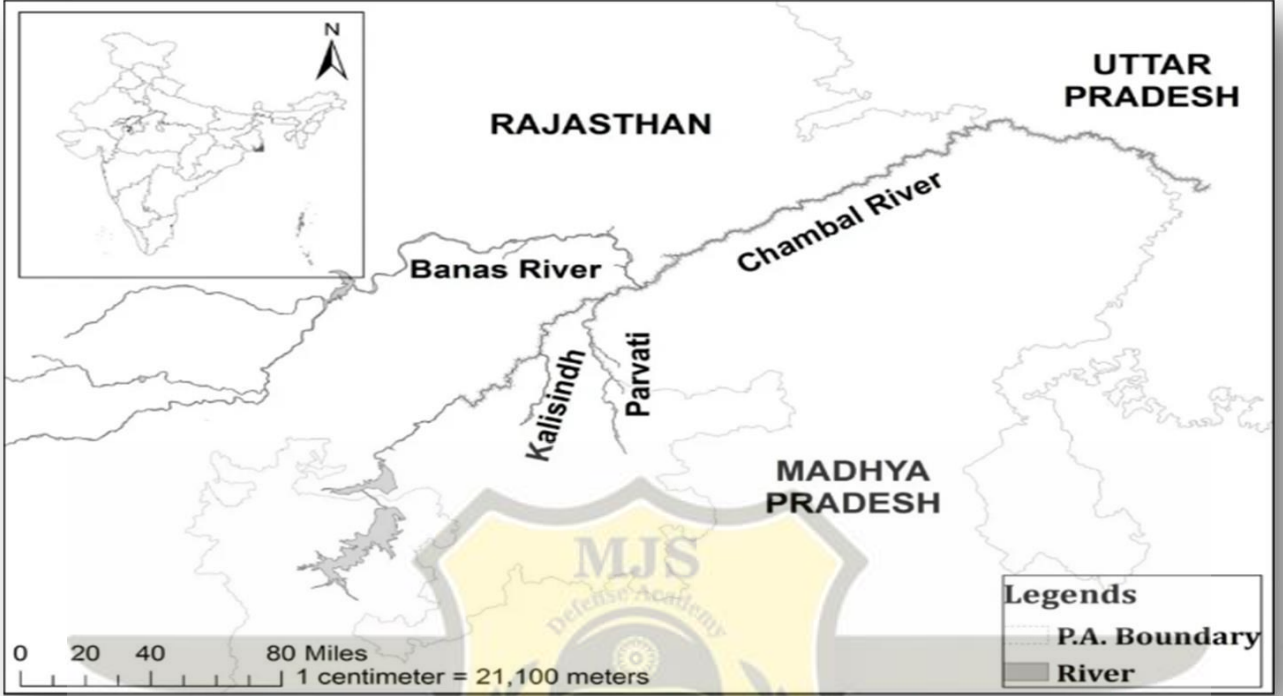 N
UTTAR
PRADESH
RAJASTHAN
Chambal River
Banas River
Kalisindh
Parvati
MADHYA
PRADESH
MJS
Defense Academy
Legends
P.A. Boundary
River
0 20 40 80 Miles
1 centimeter = 21,100 meters